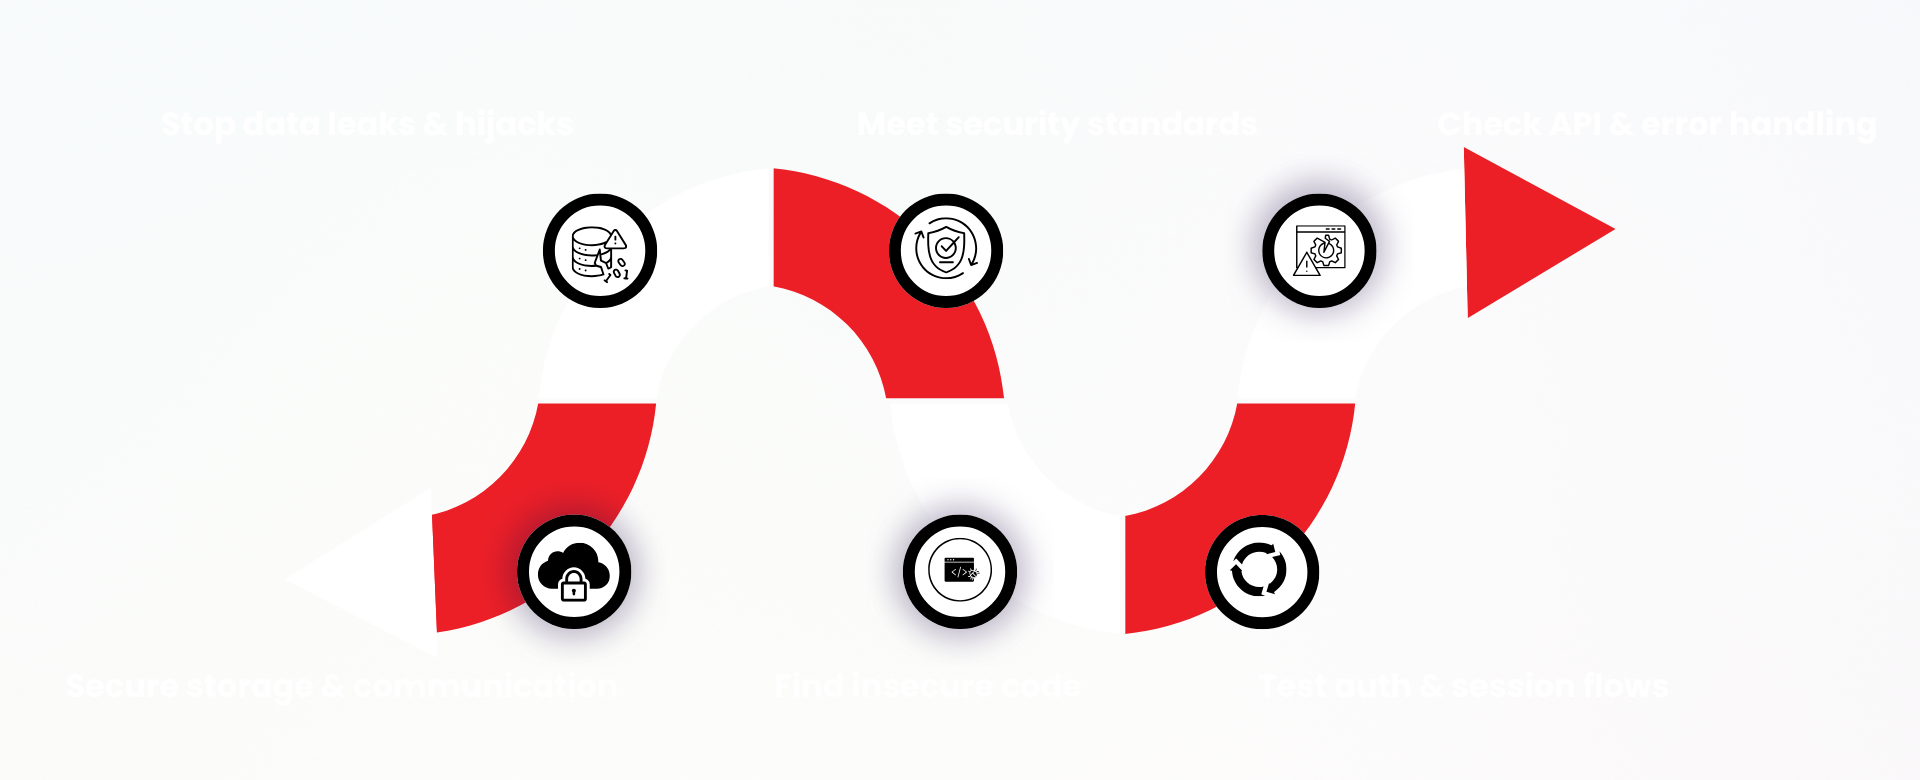 Stop data leaks & hijacks
Meet security standards
Check API & error handling
Secure storage & communication
Find insecure code
Test auth & session flows